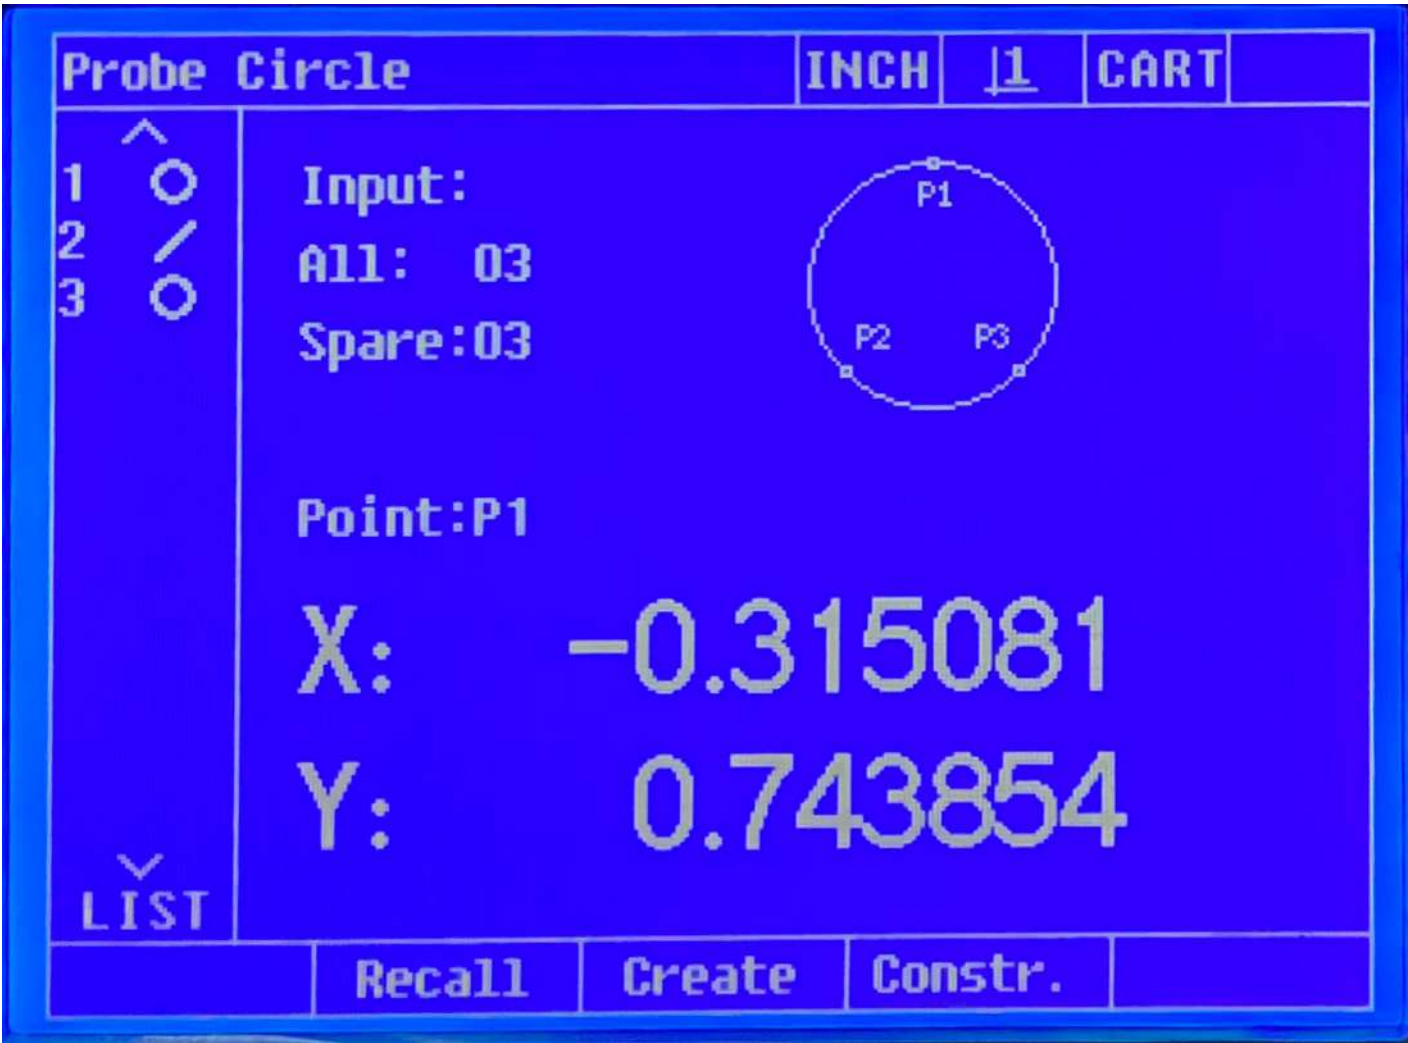 Probe Circle INCH 1 CART
1
2
3
Input:
All: 03
Spare:03
P1
P2 P3
Point:P1
X: -0.315081
Y: 0.743854
LIST
Recall Create Constr.